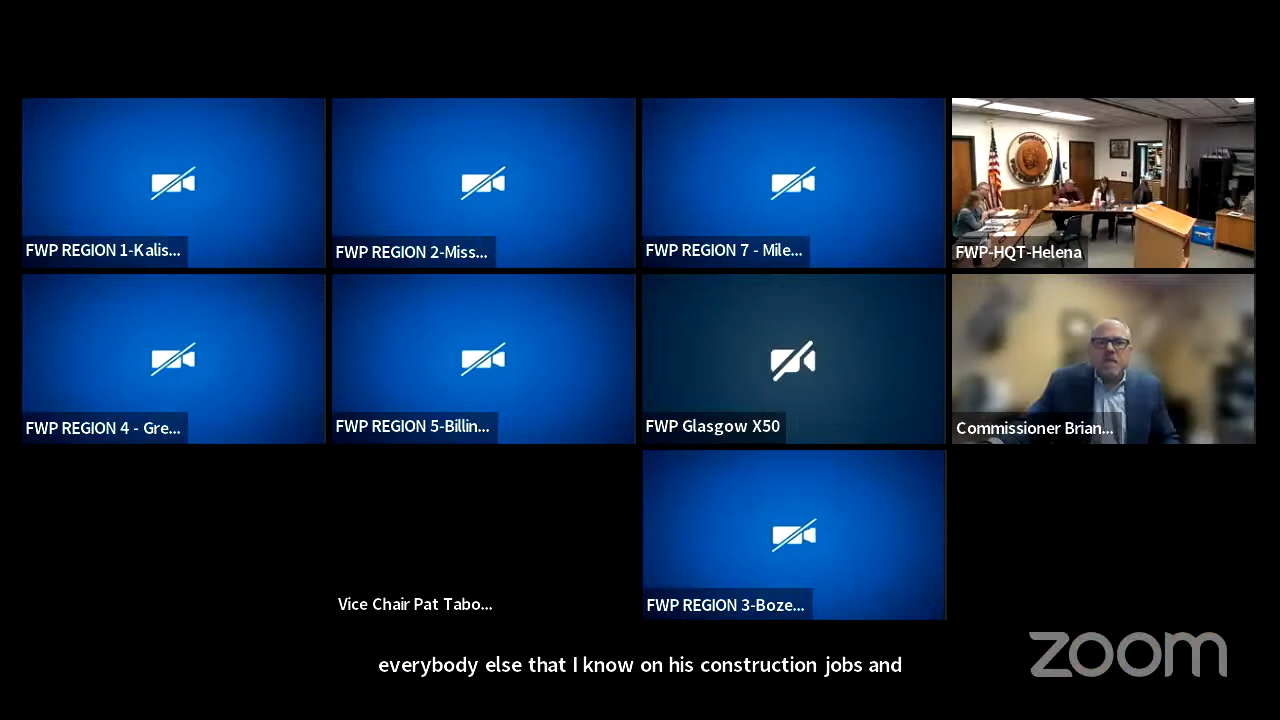 FWP REGION 1-Kalis...
FWP REGION 2-Miss...
FWP REGION 7 - Mile...
FWP-HQT-Helena
FWP REGION 4 - Gre...
FWP REGION 5-Billin...
FWP Glasgow X50
Commissioner Brian...
Vice Chair Pat Tabo...
FWP REGION 3-Boze...
everybody else that I know on his construction jobs and
zoom